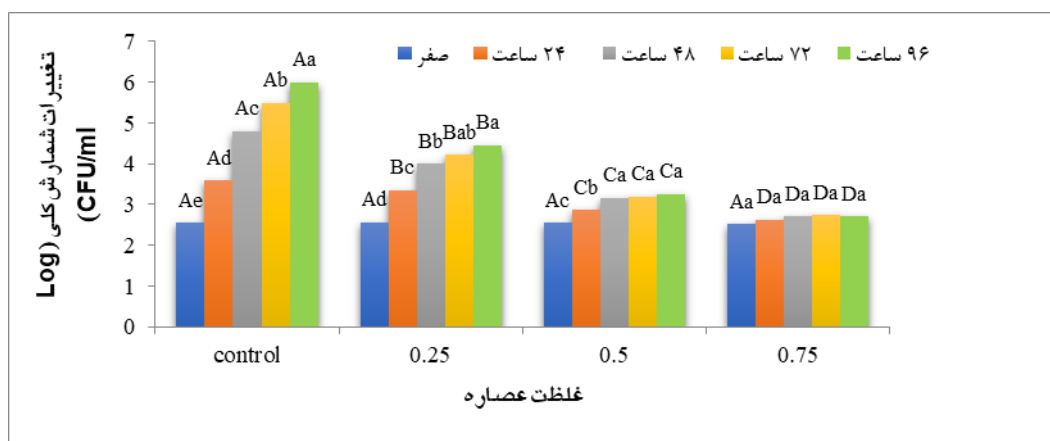 صفر ۲۴ ساعت ۴۸ ساعت ۷۲ ساعت ۹۶ ساعت
تغییرات شمارش کلی (Log
(CFU/ml)
7
6
5
4
3
2
1
0
Ae Ad Ac Ab Aa
Ad Bc Bb Bab Ba
Ac Cb Ca Ca Ca
Aa Da Da Da Da
control 0.25 0.5 0.75
غلظت عصاره